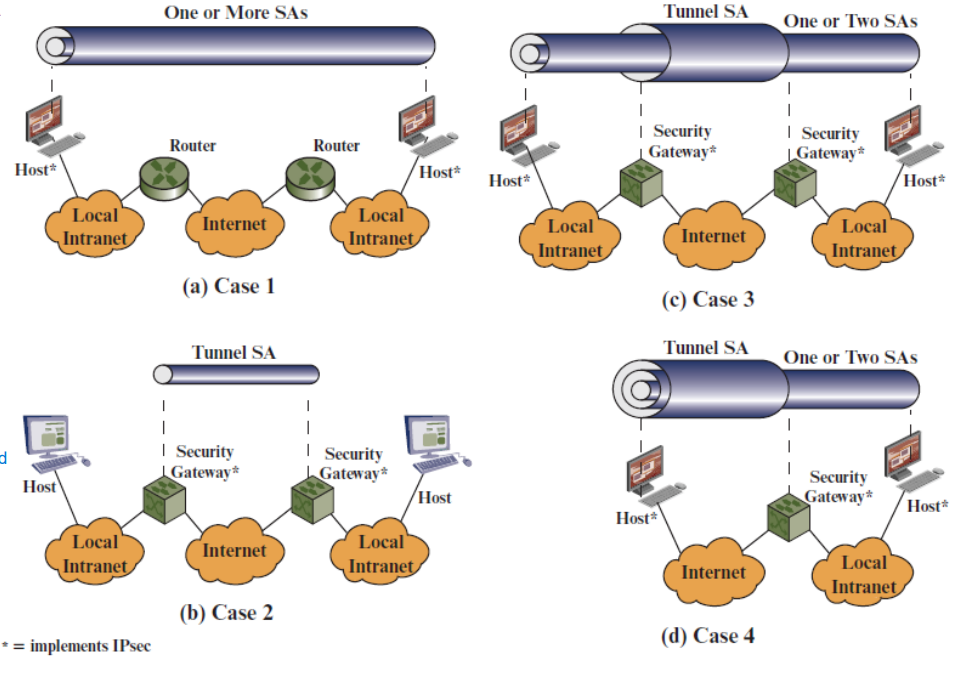 One or More SAs
Host*
Router
Router
Host*
Local
Intranet
Internet
Local
Intranet
(a) Case 1
Tunnel SA
One or Two SAs
Host*
Security
Gateway*
Security
Gateway*
Host*
Local
Intranet
Internet
Local
Intranet
(c) Case 3
Tunnel SA
Host
Security
Gateway*
Security
Gateway*
Host
Local
Intranet
Internet
Local
Intranet
(b) Case 2
Tunnel SA
One or Two SAs
Host*
Security
Gateway*
Host*
Internet
Local
Intranet
(d) Case 4
* = implements IPsec